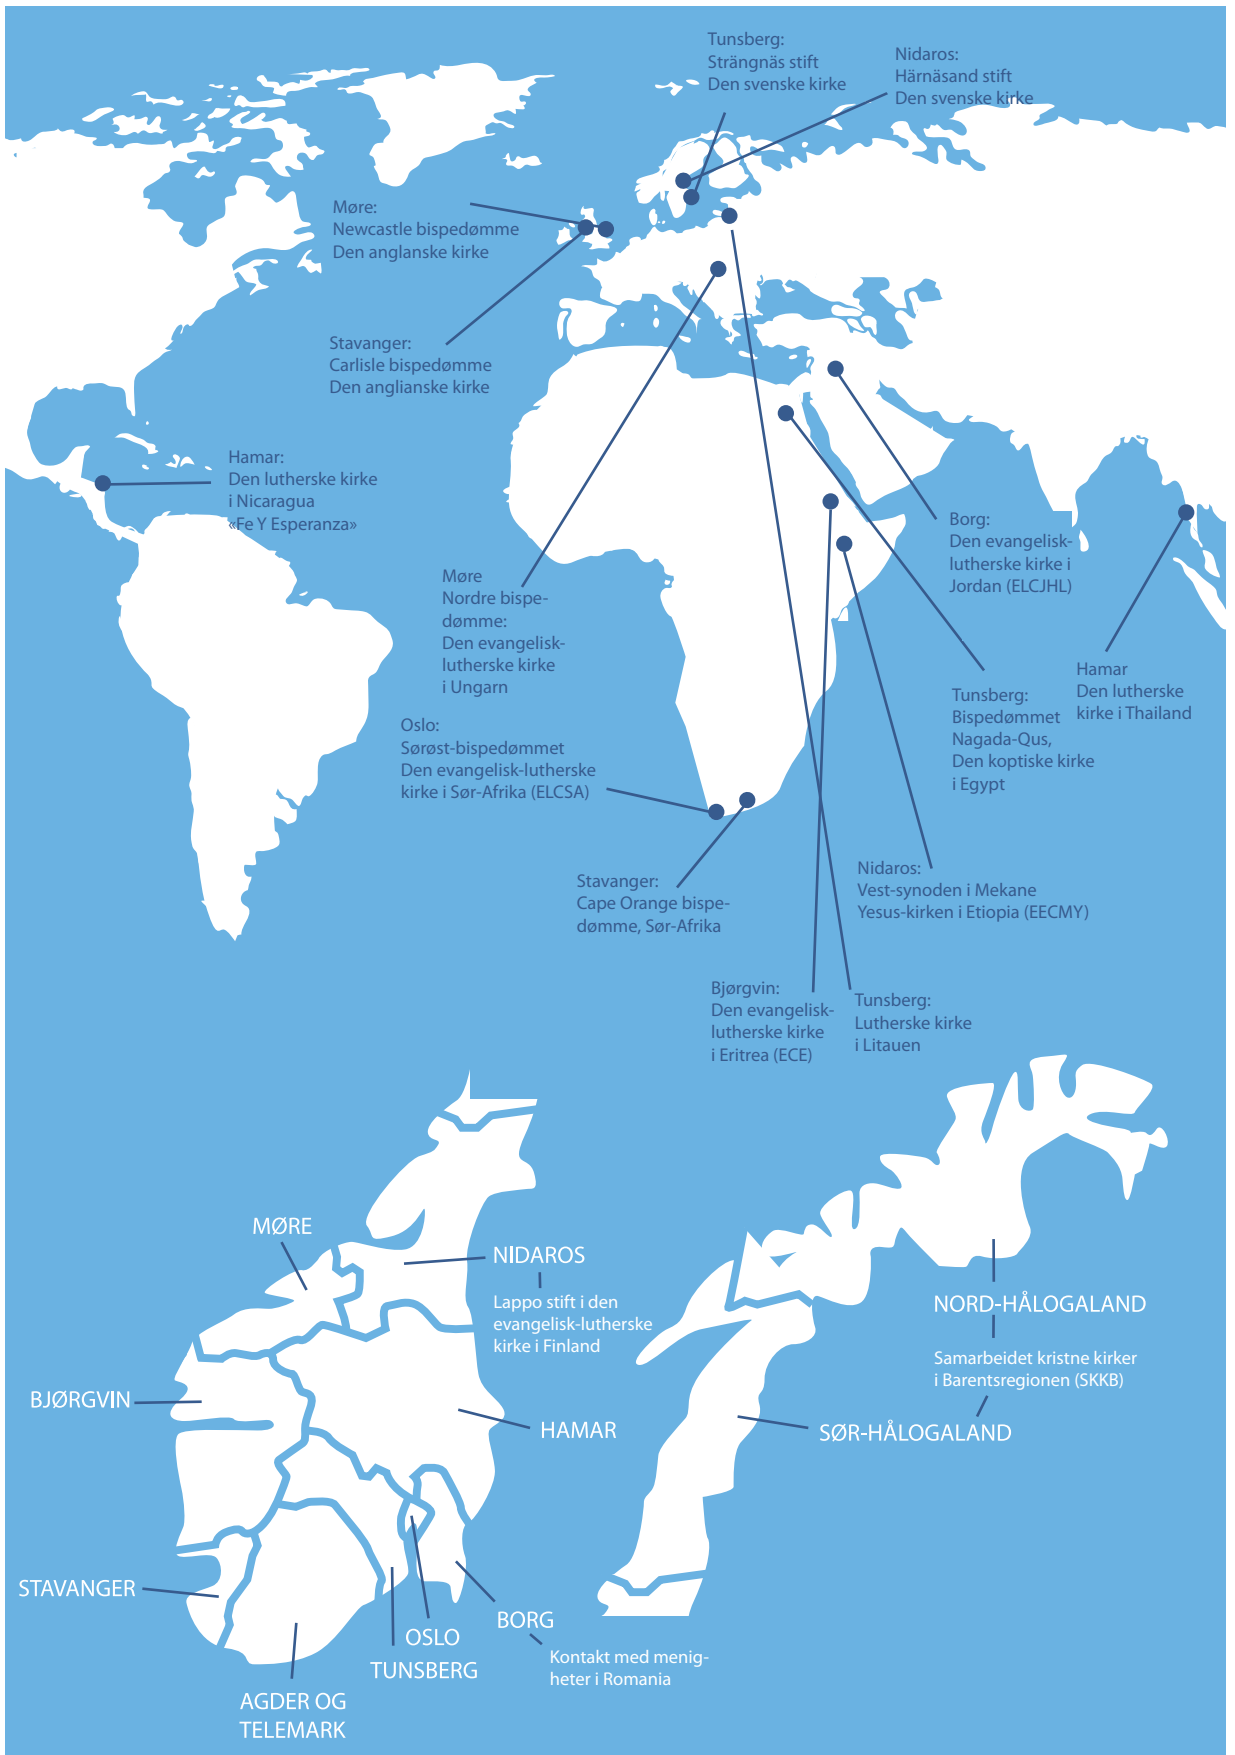 Tunsberg:
Strängnäs stift
Den svenske kirke
Nidaros:
Härnäsand stift
Den svenske kirke
Møre:
Newcastle bispedømme
Den anglanske kirke
Stavanger:
Carlisle bispedømme
Den anglianske kirke
Hamar:
Den lutherske kirke
i Nicaragua
«Fe Y Esperanza»
Borg:
Den evangelisk-
lutherske kirke i
Jordan (ELCJHL)
Møre
Nordre bispe-
dømme:
Den evangelisk-
lutherske kirke
i Ungarn
Hamar
Den lutherske
kirke i Thailand
Tunsberg:
Bispedømmet
Nagada-Qus,
Den koptiske kirke
i Egypt
Oslo:
Sørøst-bispedømmet
Den evangelisk-lutherske
kirke i Sør-Afrika (ELCSA)
Stavanger:
Cape Orange bispe-
dømme, Sør-Afrika
Nidaros:
Vest-synoden i Mekane
Yesus-kirken i Etiopia (EECMY)
Bjørgvin:
Den evangelisk-
lutherske kirke
i Eritrea (ECE)
Tunsberg:
Lutherske kirke
i Litauen
MØRE
NIDAROS
Lappo stift i den
evangelisk-lutherske
kirke i Finland
NORD-HÅLOGALAND
Samarbeidet kristne kirker
i Barentsregionen (SKKB)
BJØRGVIN
HAMAR
SØR-HÅLOGALAND
STAVANGER
BORG
Kontakt med menig-
heter i Romania
OSLO
TUNSBERG
AGDER OG
TELEMARK